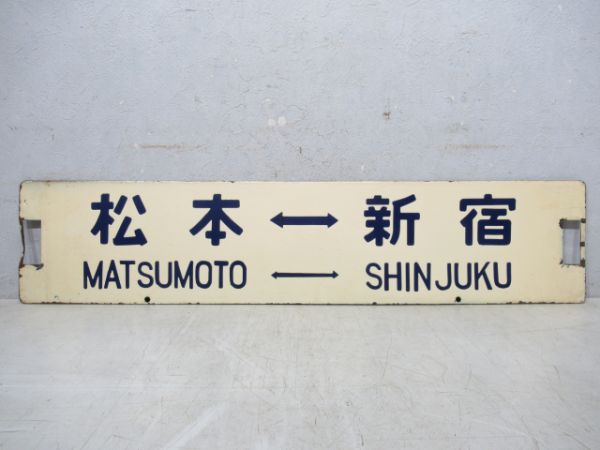 松本↔新宿
MATSUMOTO ↔ SHINJUKU